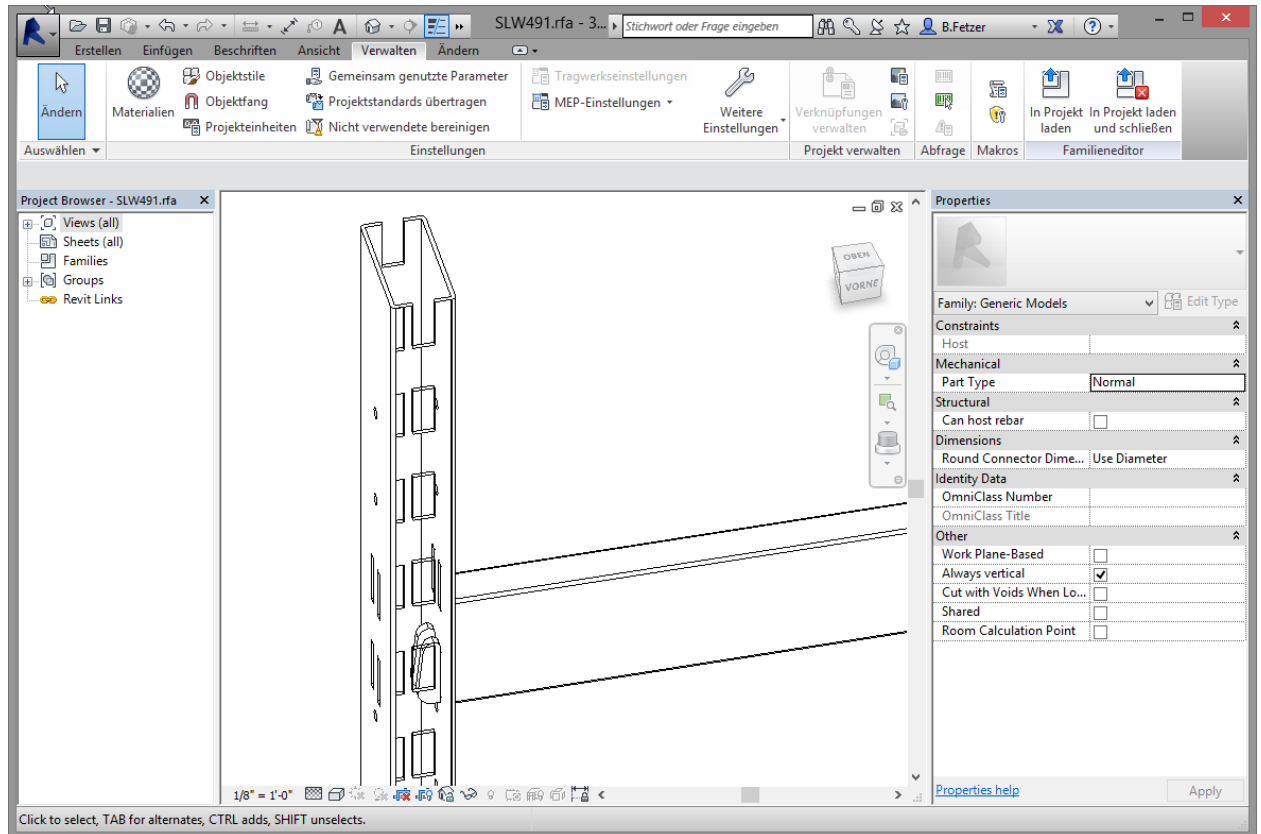 SLW491.rfa - 3... Stichwort oder Frage eingeben B.Fetzer
Erstellen Einfügen Beschriften Ansicht Verwalten Ändern
Ändern
Materialien
Objektstile
Objektfang
Projekteinheiten
Gemeinsam genutzte Parameter
Projektstandards übertragen
Nicht verwendete bereinigen
Tragwerkseinstellungen
MEP-Einstellungen
Weitere
Einstellungen
Verknüpfungen
verwalten
In Projekt
laden
In Projekt laden
und schließen
Auswählen Einstellungen Projekt verwalten Abfrage Makros Familieneditor
Project Browser - SLW491.rfa
Views (all)
Sheets (all)
Families
Groups
Revit Links
OBEN
VORNE
1/8" = 1'-0"
Properties
Family: Generic Models Edit Type
Constraints
Host
Mechanical
Part Type Normal
Structural
Can host rebar
Dimensions
Round Connector Dime... Use Diameter
Identity Data
OmniClass Number
OmniClass Title
Other
Work Plane-Based
Always vertical
Cut with Voids When Lo...
Shared
Room Calculation Point
Properties help Apply
Click to select, TAB for alternates, CTRL adds, SHIFT unselects.